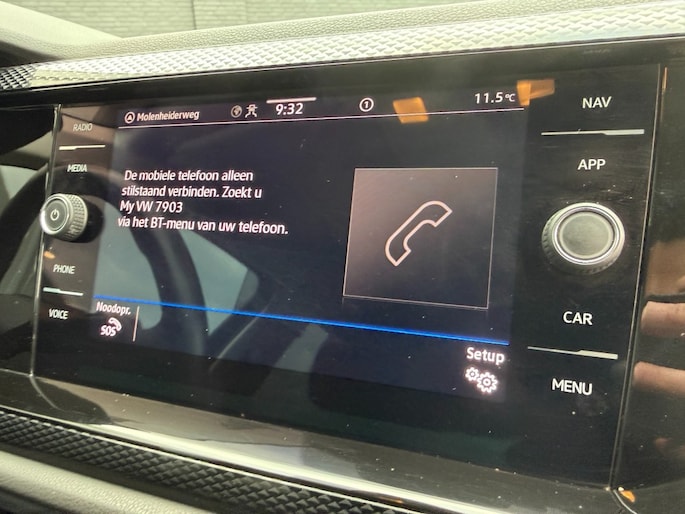 RADIO
MEDIA
PHONE
VOICE
Molenheiderweg
9:32
1
11.5°C
De mobiele telefoon alleen
stilstaand verbinden. Zoekt u
My VW 7903
via het BT-menu van uw telefoon.
Noodopr.
SOS
Setup
NAV
APP
CAR
MENU